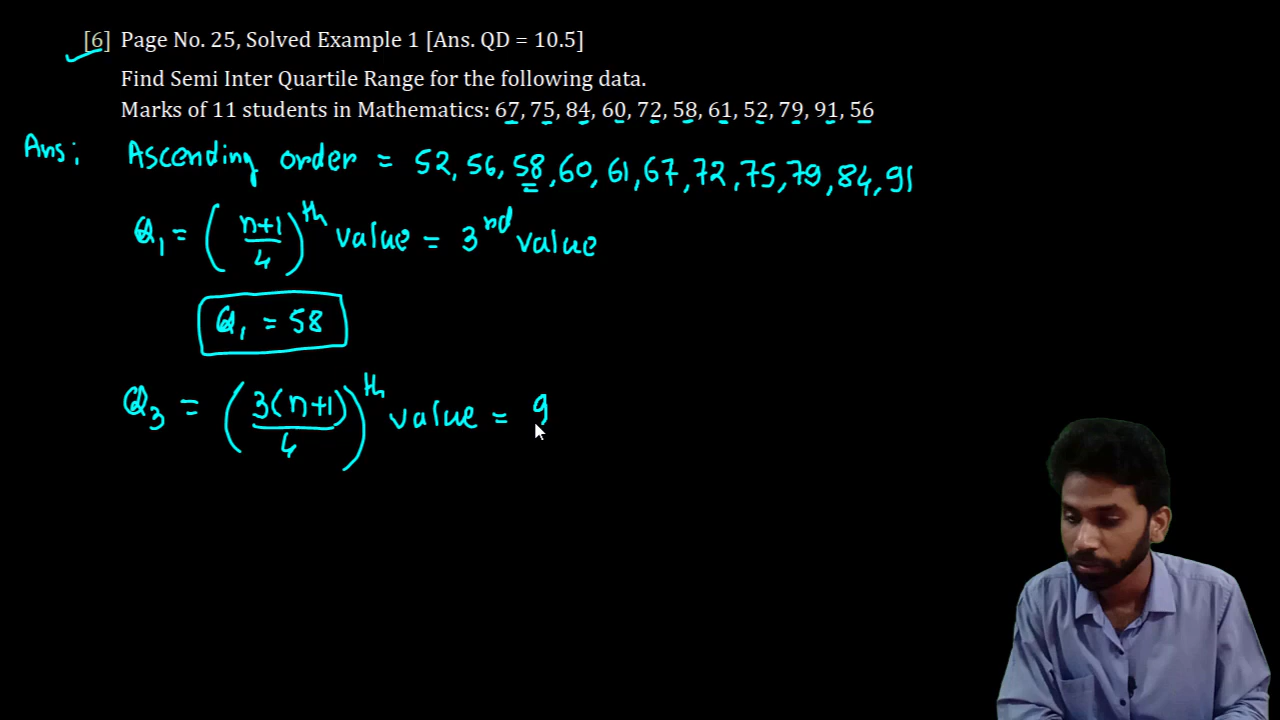 [6] Page No. 25, Solved Example 1 [Ans. QD = 10.5]
Find Semi Inter Quartile Range for the following data.
Marks of 11 students in Mathematics: 67, 75, 84, 60, 72, 58, 61, 52, 79, 91, 56
Ans: Ascending order = 52, 56, 58, 60, 61, 67, 72, 75, 79, 84, 91
Q₁ = ((n+1)/4)th value = 3rd value
Q₁ = 58
Q₃ = (3(n+1)/4)th value = 9